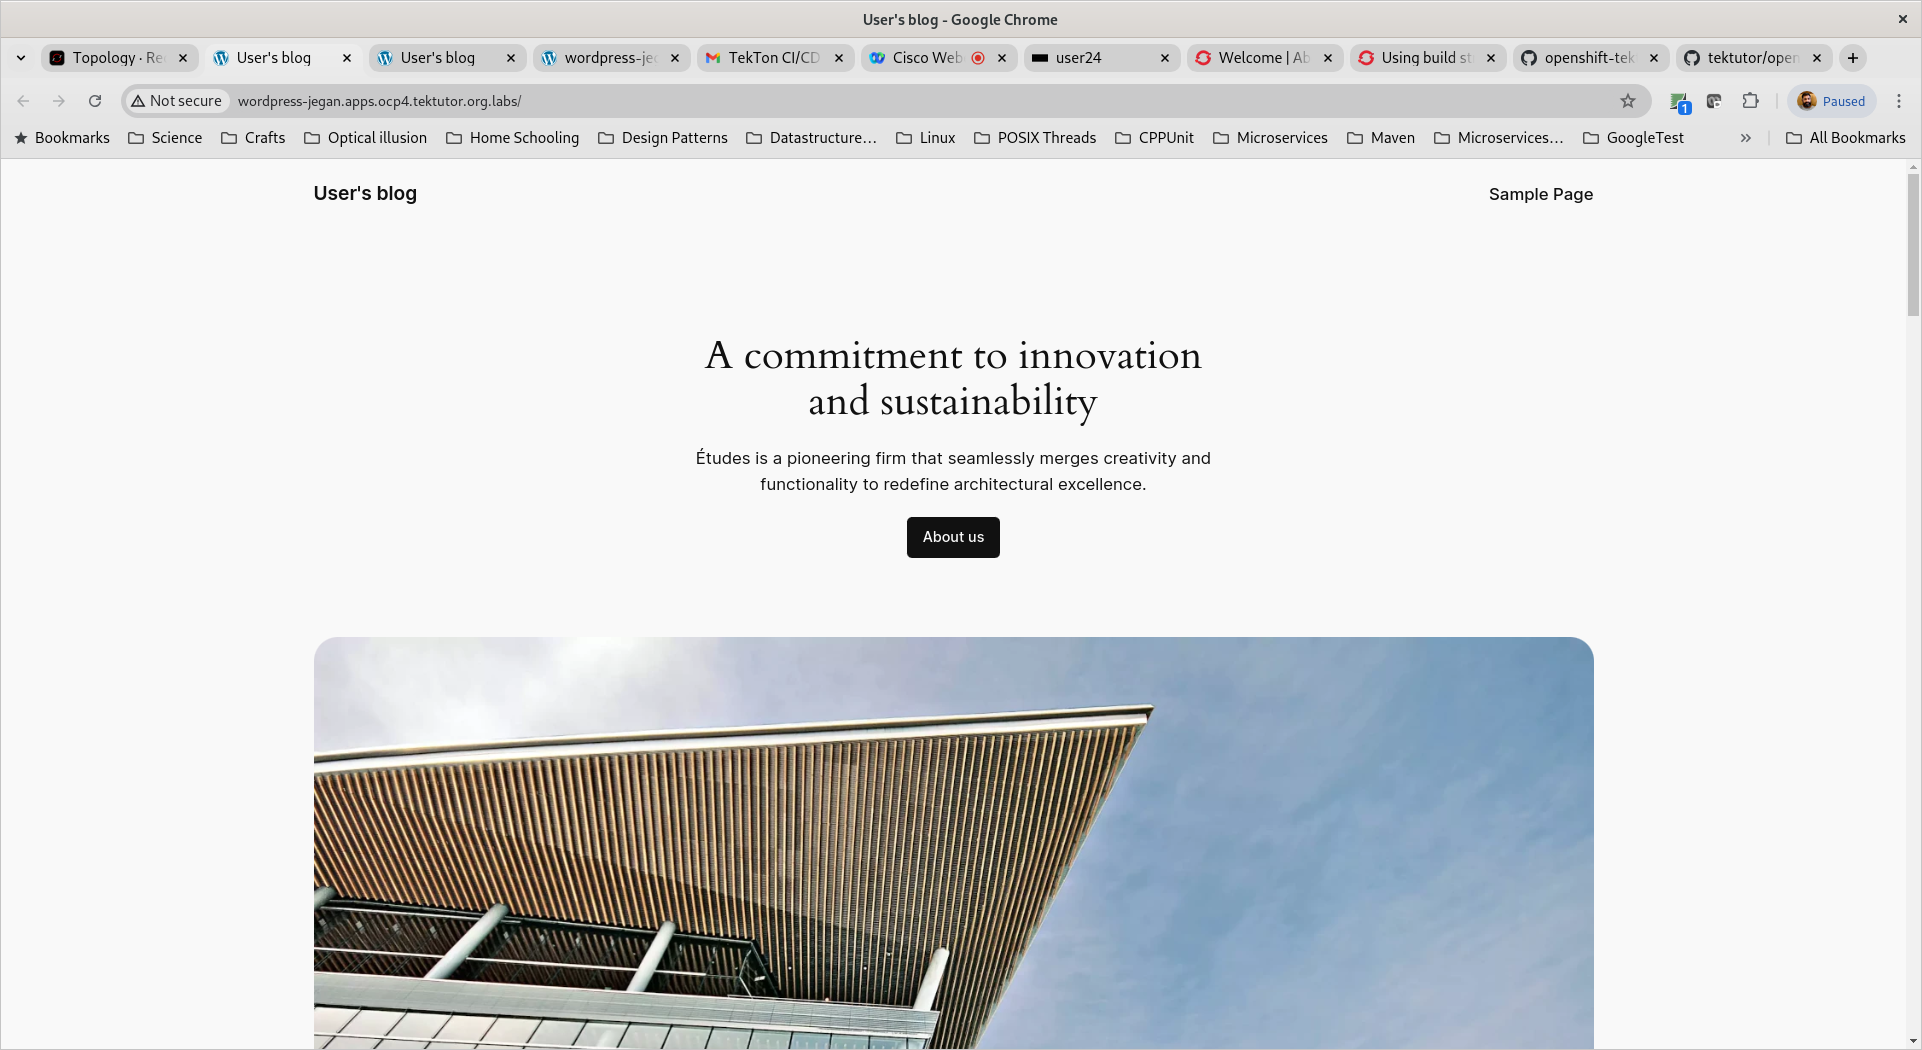 User's blog - Google Chrome
Topology · Re
User's blog
User's blog
wordpress-jeg
TekTon CI/CD
Cisco Web
user24
Welcome | Ab
Using build st
openshift-tek
tektutor/open
Not secure
wordpress-jegan.apps.ocp4.tektutor.org.labs/
1
Paused
Bookmarks
Science
Crafts
Optical illusion
Home Schooling
Design Patterns
Datastructure...
Linux
POSIX Threads
CPPUnit
Microservices
Maven
Microservices...
GoogleTest
All Bookmarks
User's blog
Sample Page
A commitment to innovation
and sustainability
Études is a pioneering firm that seamlessly merges creativity and
functionality to redefine architectural excellence.
About us